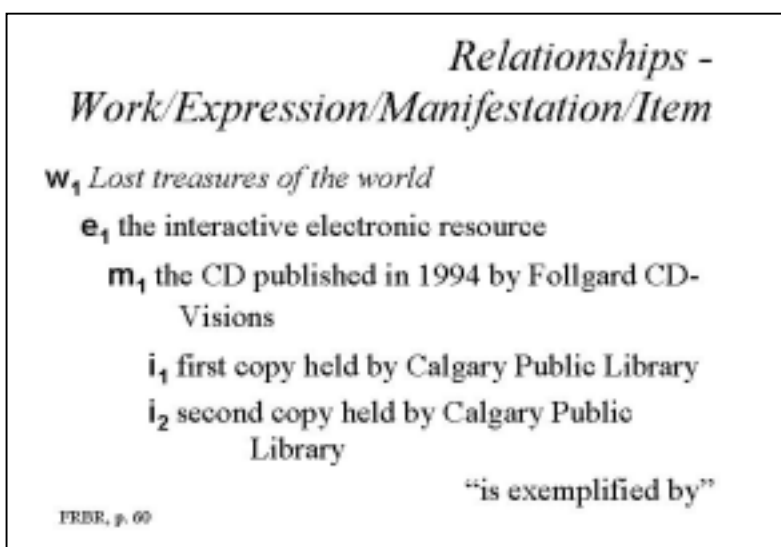 Relationships -
Work/Expression/Manifestation/Item
w1 Lost treasures of the world
e1 the interactive electronic resource
m1 the CD published in 1994 by Follgard CD-
Visions
i1 first copy held by Calgary Public Library
i2 second copy held by Calgary Public
Library
“is exemplified by”
FRBR, p. 60